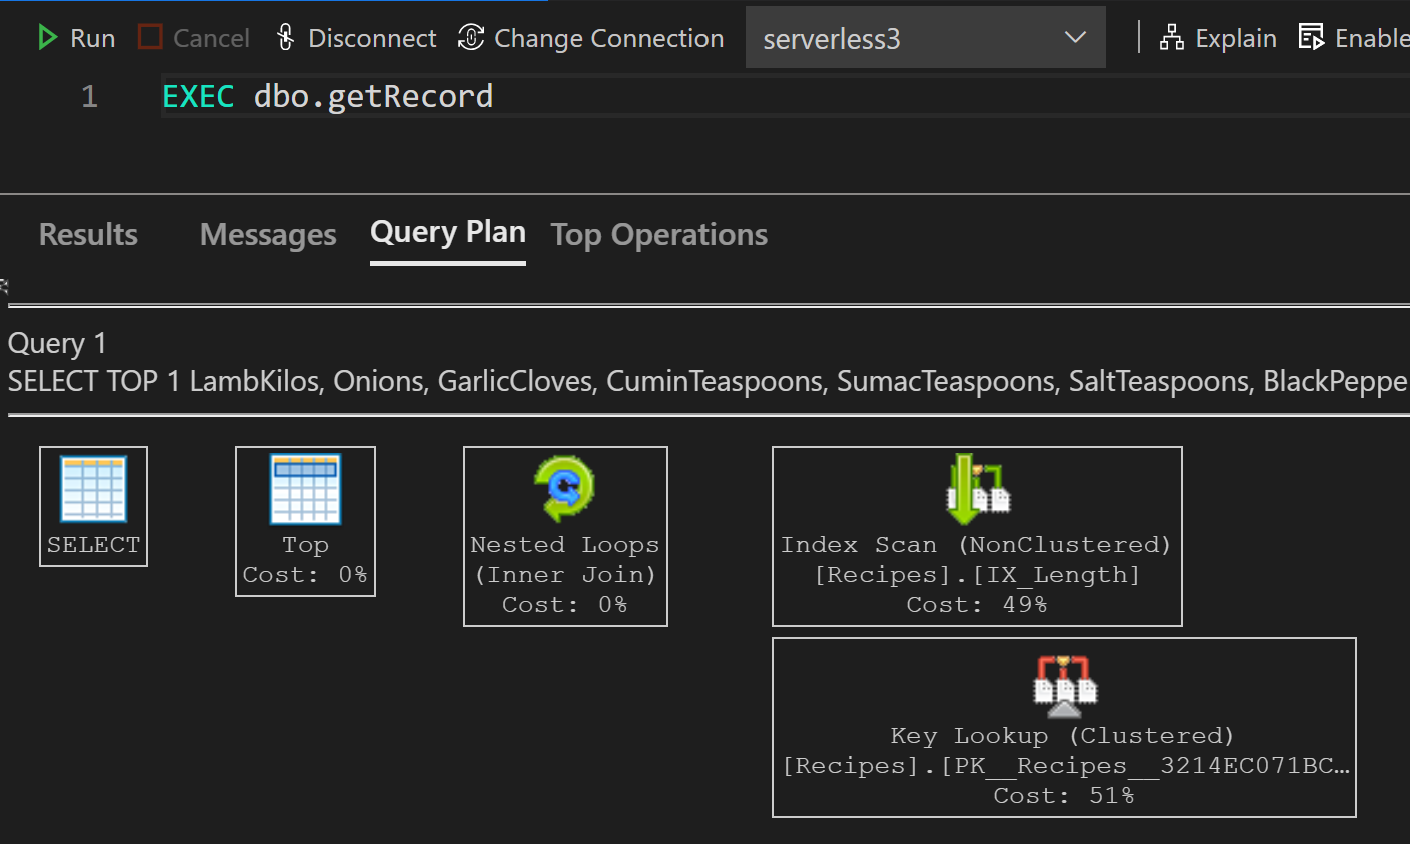 Run Cancel Disconnect Change Connection serverless3 Explain Enable
1 EXEC dbo.getRecord
Results Messages Query Plan Top Operations
Query 1
SELECT TOP 1 LambKilos, Onions, GarlicCloves, CuminTeaspoons, SumacTeaspoons, SaltTeaspoons, BlackPeppe
SELECT
Top
Cost: 0%
Nested Loops
(Inner Join)
Cost: 0%
Index Scan (NonClustered)
[Recipes].[IX_Length]
Cost: 49%
Key Lookup (Clustered)
[Recipes].[PK__Recipes__3214EC071BC…
Cost: 51%